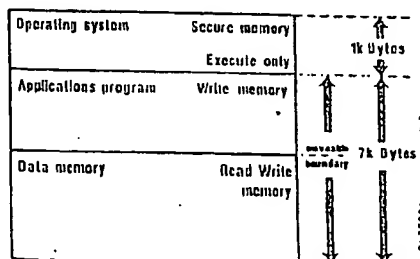 Operating system Secure memory
1k Bytes
Execute only
Applications program Write memory
moveable
boundary
7k Bytes
Data memory Read Write
memory